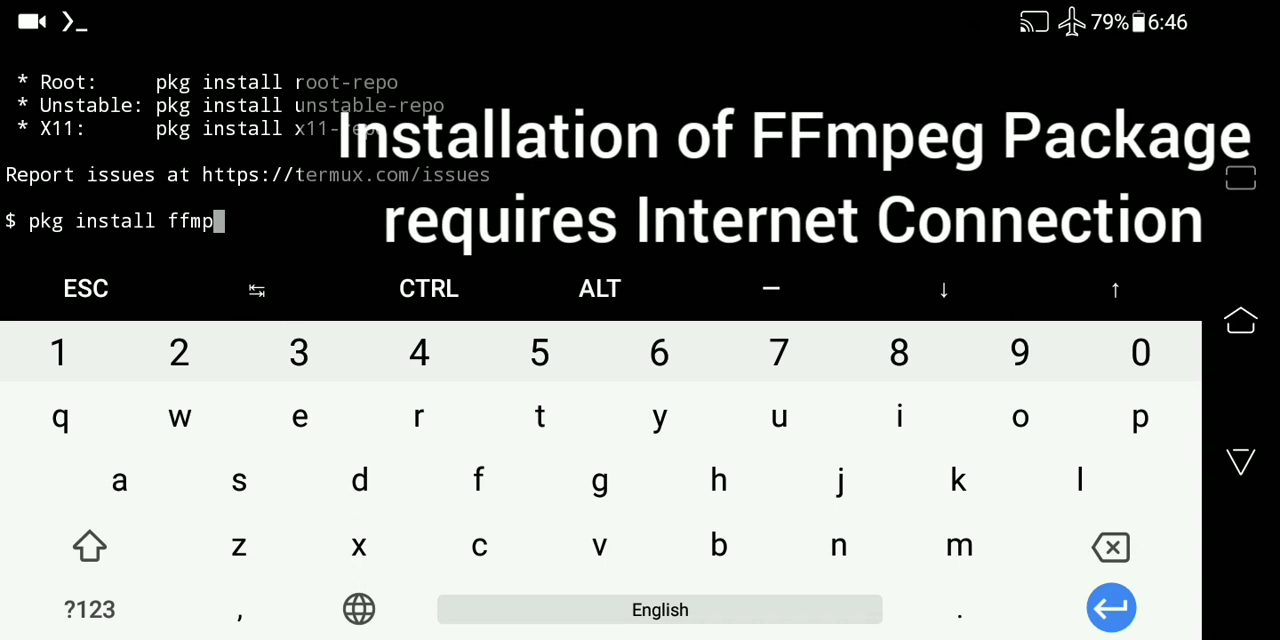 79% 6:46
* Root: pkg install root-repo
* Unstable: pkg install unstable-repo
* X11: pkg install x11-repo
Installation of FFmpeg Package
Report issues at https://termux.com/issues
requires Internet Connection
$ pkg install ffmp
ESC ↹ CTRL ALT — ↓ ↑
1 2 3 4 5 6 7 8 9 0
q w e r t y u i o p
a s d f g h j k l
z x c v b n m
?123 , English .